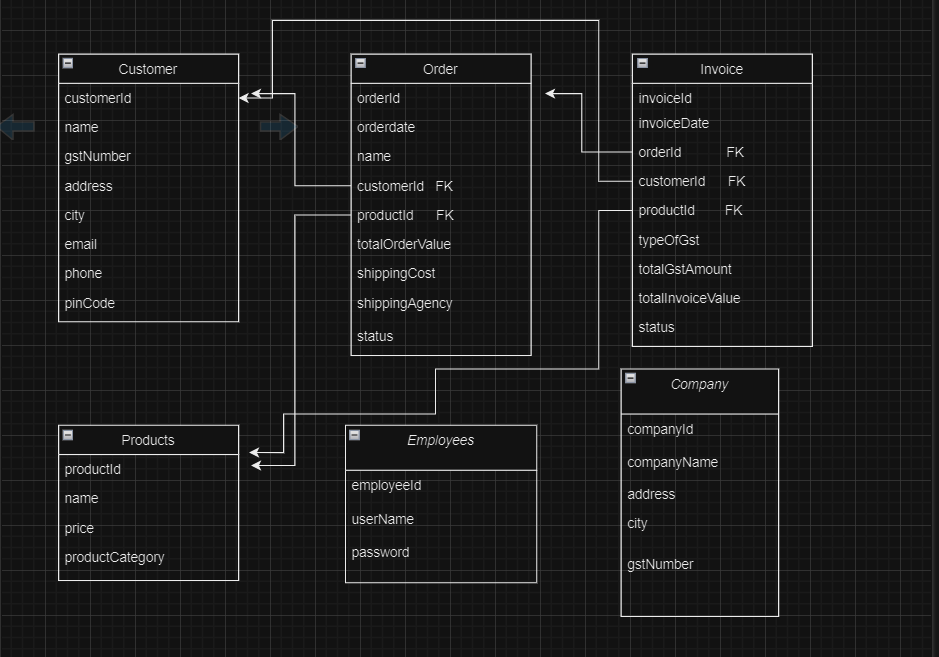 Customer
customerId
name
gstNumber
address
city
email
phone
pinCode
Order
orderId
orderdate
name
customerId FK
productId FK
totalOrderValue
shippingCost
shippingAgency
status
Invoice
invoiceId
invoiceDate
orderId FK
customerId FK
productId FK
typeOfGst
totalGstAmount
totalInvoiceValue
status
Products
productId
name
price
productCategory
Employees
employeeId
userName
password
Company
companyId
companyName
address
city
gstNumber